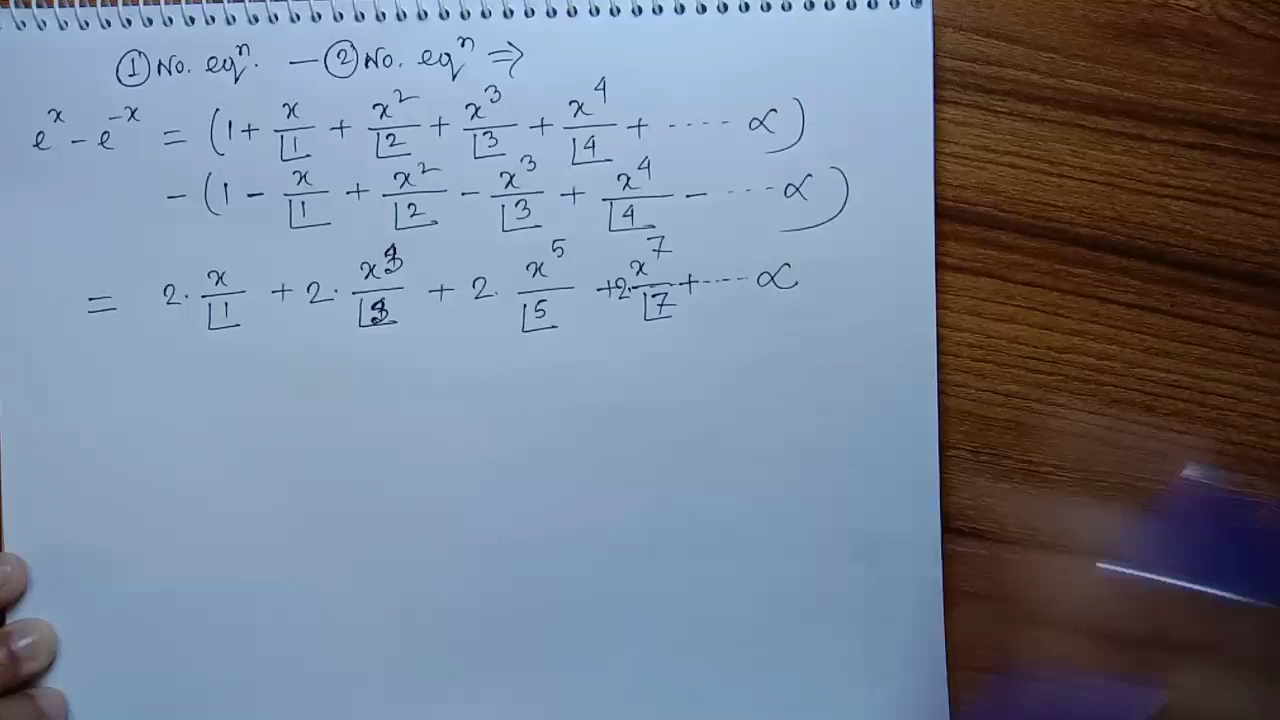 ① No. eqⁿ. – ② No. eqⁿ ⇒
eˣ – e⁻ˣ = (1 + x/⌊1 + x²/⌊2 + x³/⌊3 + x⁴/⌊4 + ····· ∝)
– (1 – x/⌊1 + x²/⌊2 – x³/⌊3 + x⁴/⌊4 – ····· ∝)
= 2· x/⌊1 + 2· x³/⌊3 + 2· x⁵/⌊5 + 2· x⁷/⌊7 + ····· ∝